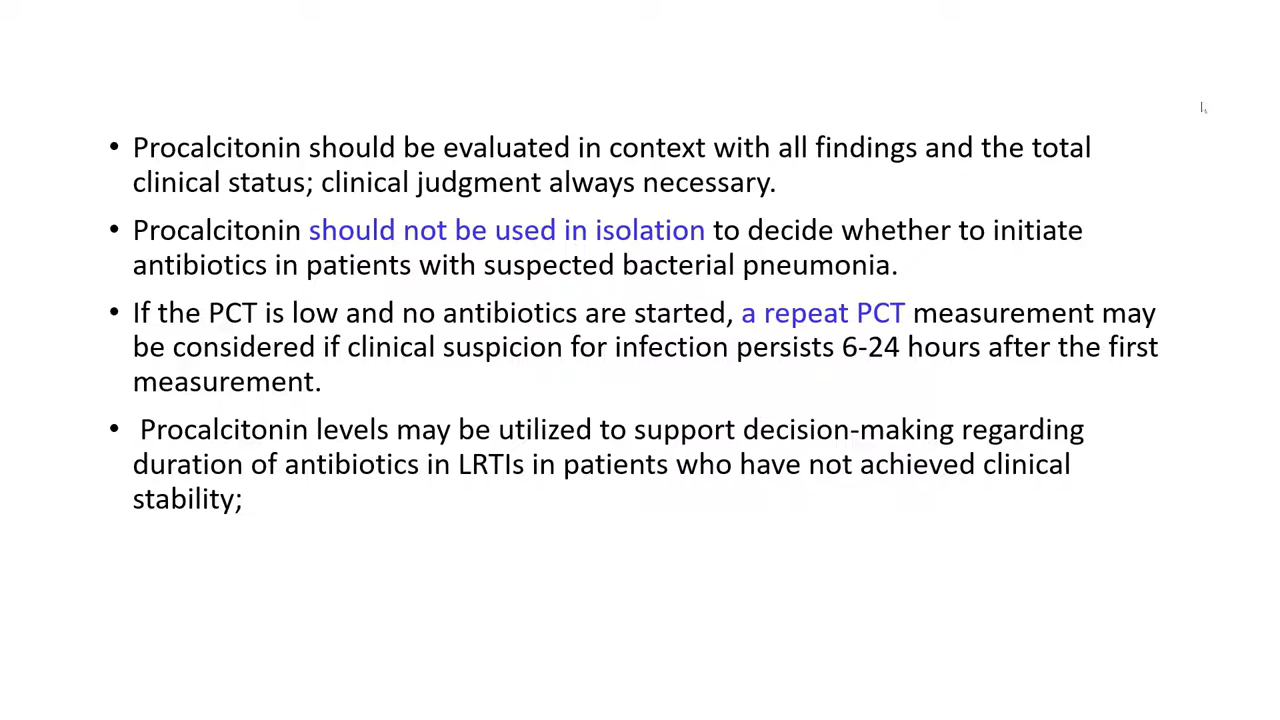 • Procalcitonin should be evaluated in context with all findings and the total
clinical status; clinical judgment always necessary.
• Procalcitonin should not be used in isolation to decide whether to initiate
antibiotics in patients with suspected bacterial pneumonia.
• If the PCT is low and no antibiotics are started, a repeat PCT measurement may
be considered if clinical suspicion for infection persists 6-24 hours after the first
measurement.
• Procalcitonin levels may be utilized to support decision-making regarding
duration of antibiotics in LRTIs in patients who have not achieved clinical
stability;